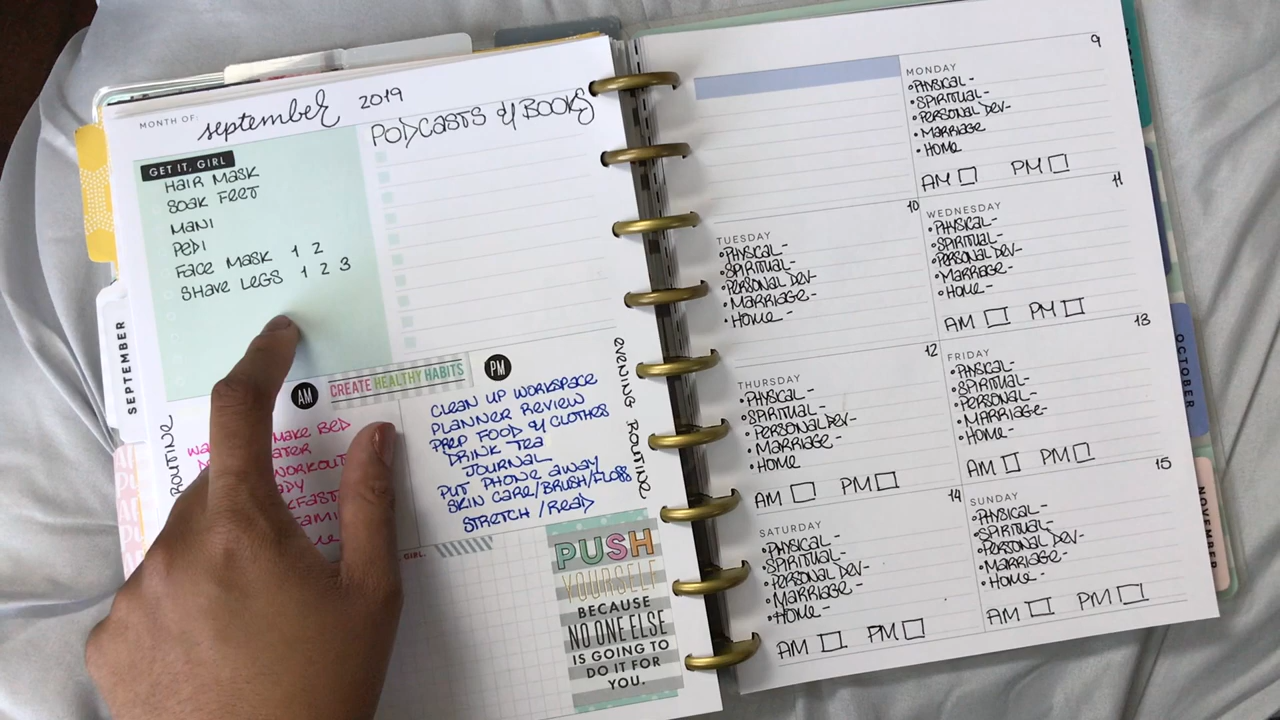 MONTH OF: september 2019
GET IT, GIRL
HAIR MASK
SOAK FEET
MANI
PEDI
FACE MASK 1 2
SHAVE LEGS 1 2 3
PODCASTS & BOOKS
SEPTEMBER
AM
CREATE HEALTHY HABITS
PM
ROUTINE
MAKE BED
WORKOUT
CLEAN UP WORKSPACE
PLANNER REVIEW
PREP FOOD & CLOTHES
DRINK TEA
JOURNAL
PUT PHONE AWAY
SKIN CARE/BRUSH/FLOSS
STRETCH / READ
EVENING ROUTINE
GIRL.
PUSH
YOURSELF
BECAUSE
NO ONE ELSE
IS GOING TO
DO IT FOR
YOU.
9
MONDAY
•PHYSICAL-
•SPIRITUAL-
•PERSONAL DEV-
•MARRIAGE-
•HOME-
AM PM
10
TUESDAY
•PHYSICAL-
•SPIRITUAL-
•PERSONAL DEV-
•MARRIAGE-
•HOME-
11
WEDNESDAY
•PHYSICAL-
•SPIRITUAL-
•PERSONAL DEV-
•MARRIAGE-
•HOME-
AM PM
12
THURSDAY
•PHYSICAL-
•SPIRITUAL-
•PERSONAL DEV-
•MARRIAGE-
•HOME
AM PM
13
FRIDAY
•PHYSICAL-
•SPIRITUAL-
•PERSONAL-
•MARRIAGE-
•HOME-
AM PM
14
SATURDAY
•PHYSICAL-
•SPIRITUAL-
•PERSONAL DEV-
•MARRIAGE-
•HOME-
AM PM
15
SUNDAY
•PHYSICAL-
•SPIRITUAL-
•PERSONAL DEV-
•MARRIAGE-
•HOME-
AM PM
OCTOBER
NOVEMBER